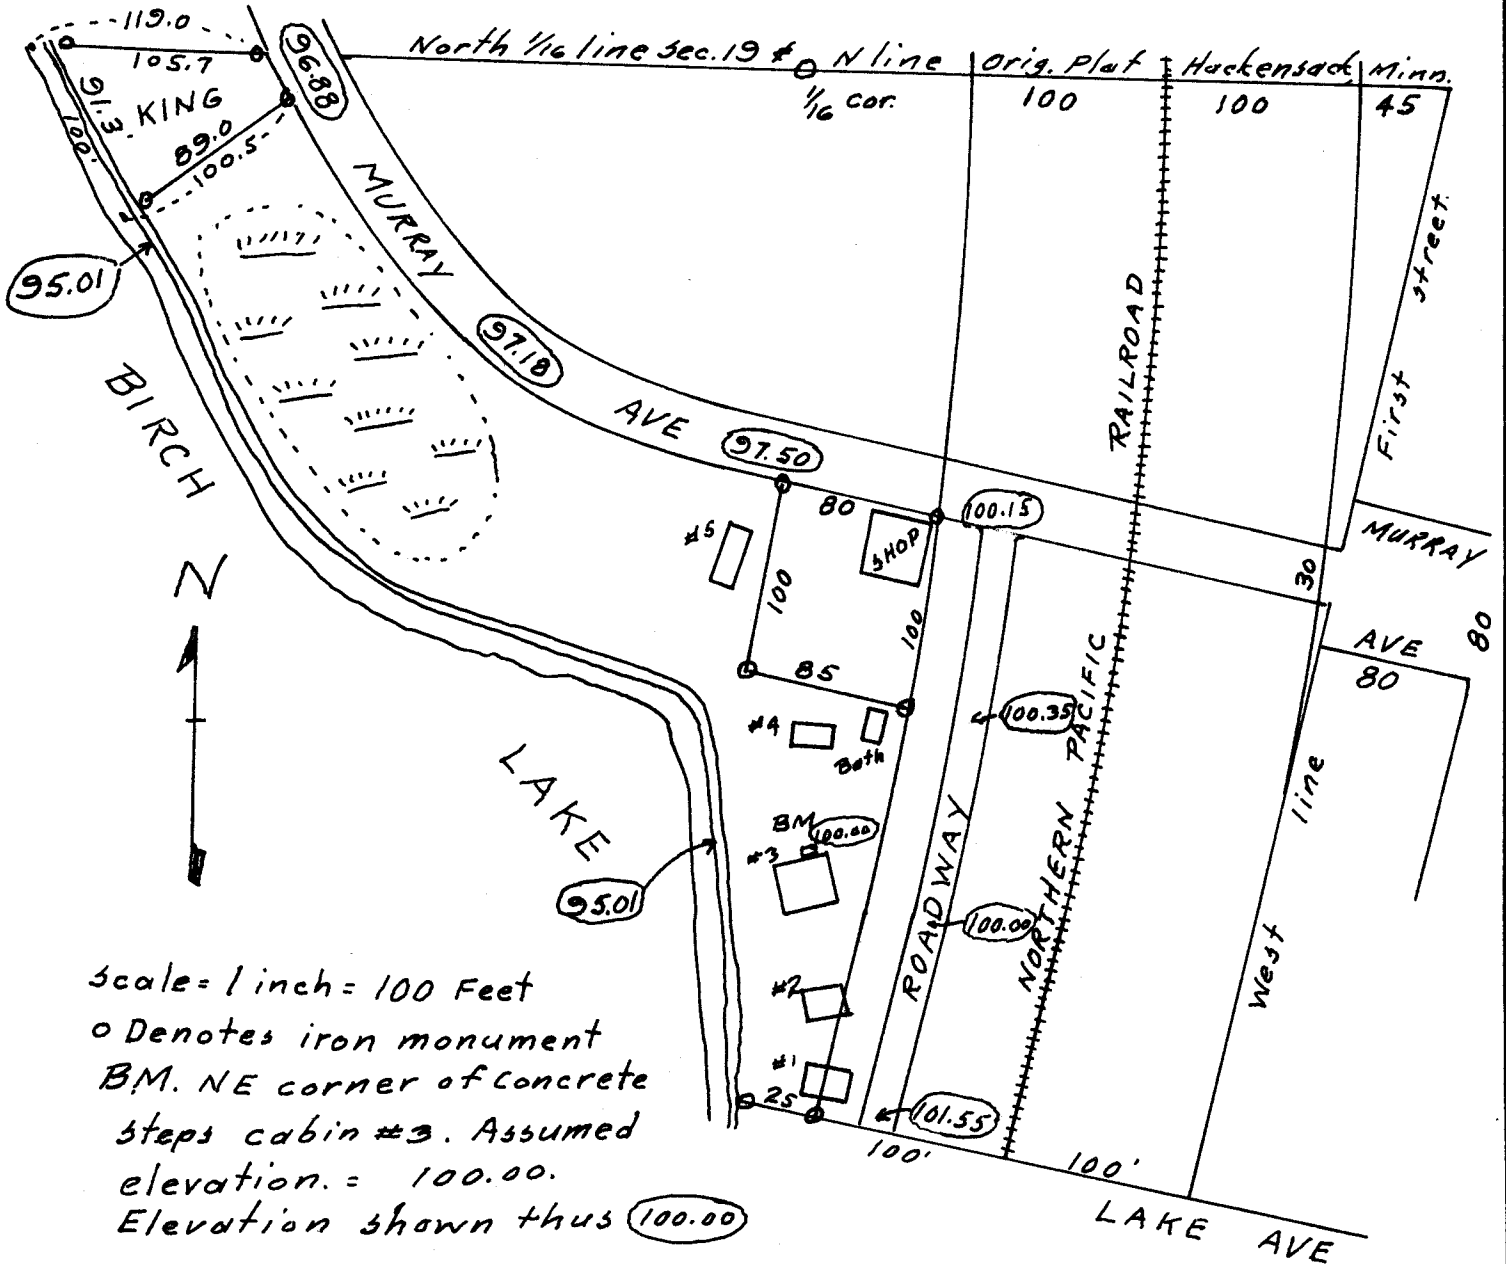 119.0
North 1/16 line Sec. 19 & N line Orig. Plat Hackensack, Minn.
105.7
96.88
1/16 cor.
100
100
45
91.3
100'
KING
89.0
100.5
MURRAY
95.01
First street
97.18
RAILROAD
BIRCH
AVE
97.50
80
100.15
#5
SHOP
MURRAY
100
100
30
AVE
80
80
N
85
#4
Bath
100.35
PACIFIC
LAKE
BM
100.00
#3
ROADWAY
line
95.01
100.00
NORTHERN
West
#2
#1
25
101.55
100'
100'
LAKE AVE
Scale = 1 inch = 100 Feet
o Denotes iron monument
B.M. NE corner of Concrete
steps cabin #3. Assumed
elevation. = 100.00.
Elevation shown thus 100.00